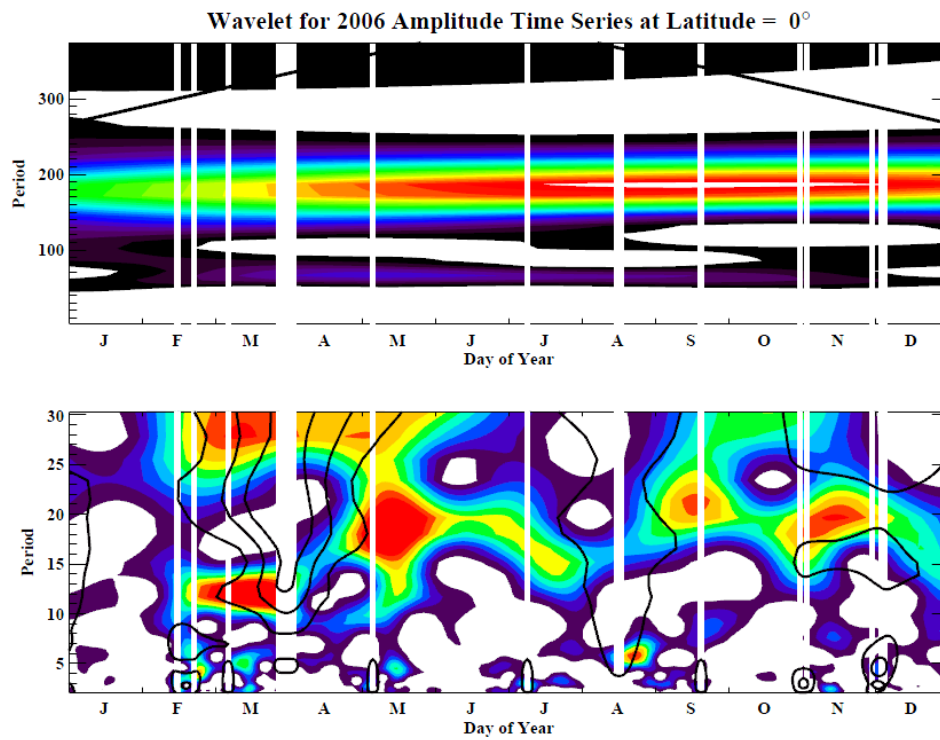 Wavelet for 2006 Amplitude Time Series at Latitude = 0°
300
200
100
Period
J F M A M J J A S O N D
Day of Year
30
25
20
15
10
5
Period
J F M A M J J A S O N D
Day of Year